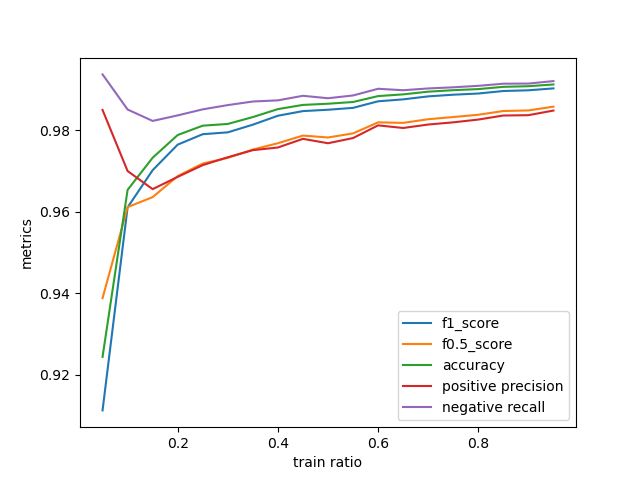 0.98
0.96
0.94
0.92
metrics
0.2
0.4
0.6
0.8
train ratio
f1_score
f0.5_score
accuracy
positive precision
negative recall